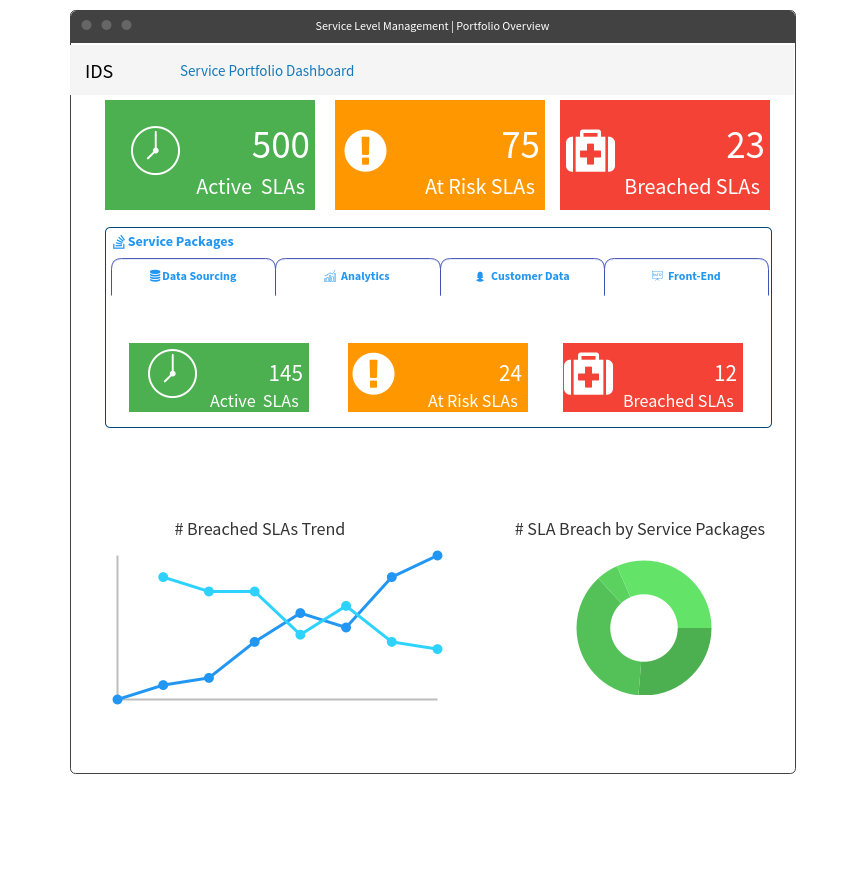 Service Level Management | Portfolio Overview
IDS
Service Portfolio Dashboard
500
Active  SLAs
75
At Risk SLAs
23
Breached SLAs
Service Packages
Data Sourcing
Analytics
Customer Data
Front-End
145
Active  SLAs
24
At Risk SLAs
12
Breached SLAs
# Breached SLAs Trend
# SLA Breach by Service Packages